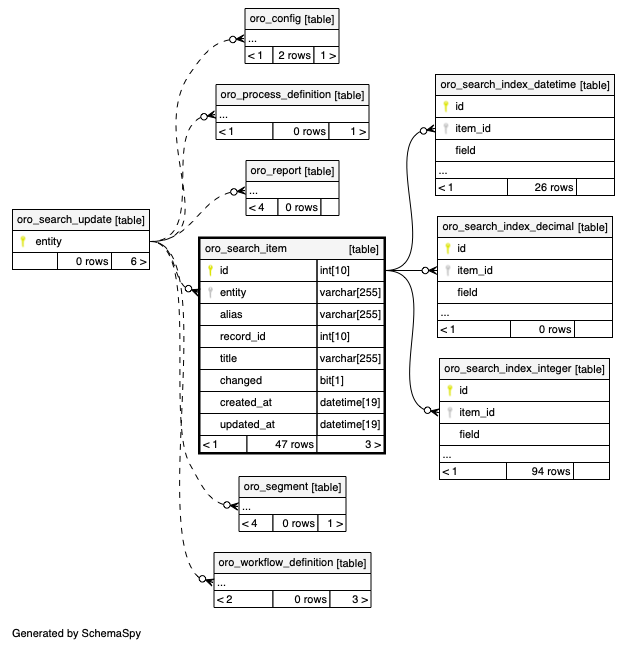 oro_config [table]
...
< 1 2 rows 1 >
oro_process_definition [table]
...
< 1 0 rows 1 >
oro_report [table]
...
< 4 0 rows
oro_search_update [table]
entity
0 rows 6 >
oro_search_item [table]
id int[10]
entity varchar[255]
alias varchar[255]
record_id int[10]
title varchar[255]
changed bit[1]
created_at datetime[19]
updated_at datetime[19]
< 1 47 rows 3 >
oro_segment [table]
...
< 4 0 rows 1 >
oro_workflow_definition [table]
...
< 2 0 rows 3 >
oro_search_index_datetime [table]
id
item_id
field
...
< 1 26 rows
oro_search_index_decimal [table]
id
item_id
field
...
< 1 0 rows
oro_search_index_integer [table]
id
item_id
field
...
< 1 94 rows
Generated by SchemaSpy